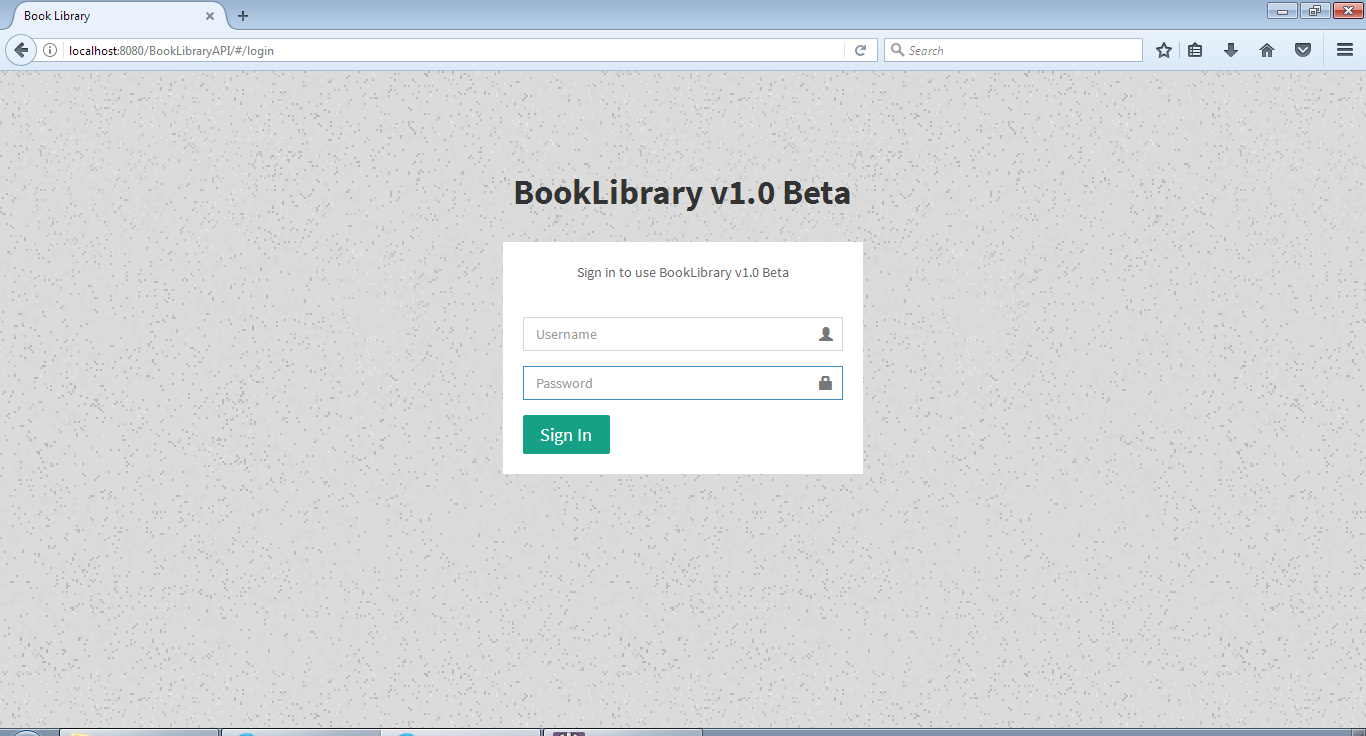 Book Library
localhost:8080/BookLibraryAPI/#/login
Search
BookLibrary v1.0 Beta
Sign in to use BookLibrary v1.0 Beta
Username
Password
Sign In